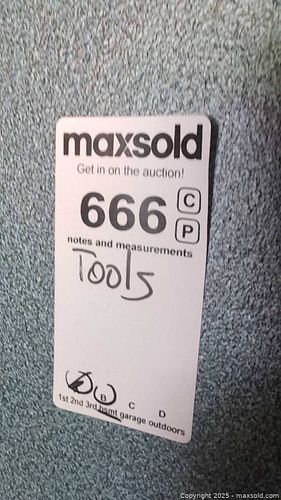 maxsold
Get in on the auction!
666 C
P
notes and measurements
Tools
B C D
1st 2nd 3rd bsmt garage outdoors
Copyright 2025 - maxsold.com